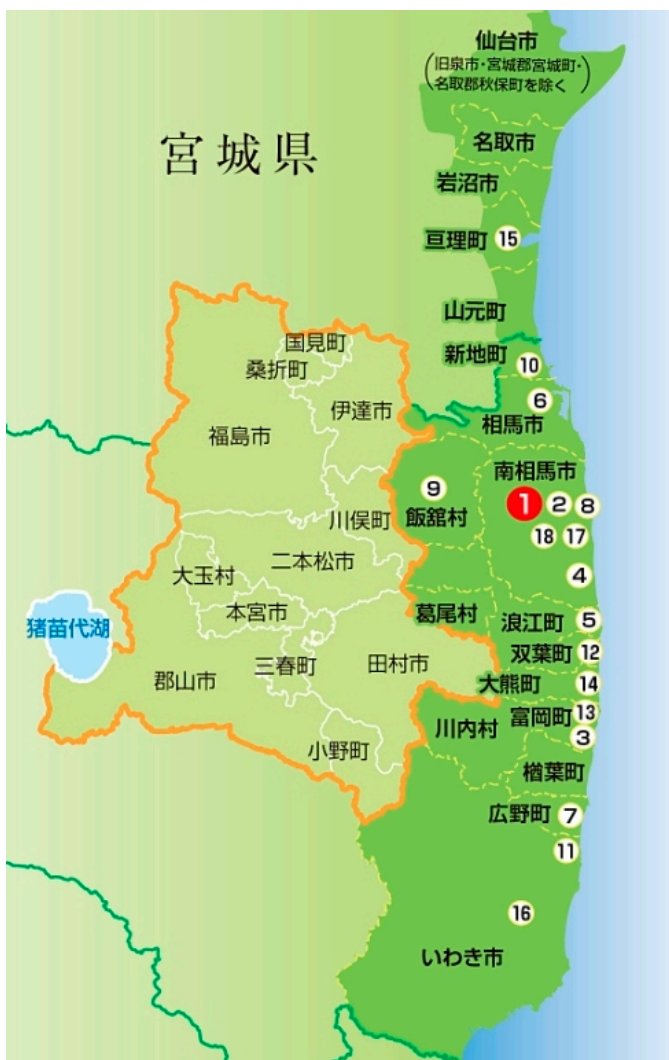 仙台市
(旧泉市・宮城郡宮城町・
名取郡秋保町を除く)
宮城県
名取市
岩沼市
亘理町 15
山元町
新地町
10
国見町
桑折町
6
伊達市
相馬市
福島市
南相馬市
9
1 2 8
飯舘村
川俣町
18 17
二本松市
大玉村
4
本宮市
葛尾村
浪江町 5
猪苗代湖
双葉町 12
三春町
田村市
郡山市
大熊町 14
富岡町 13
川内村
3
小野町
楢葉町
広野町 7
11
16
いわき市